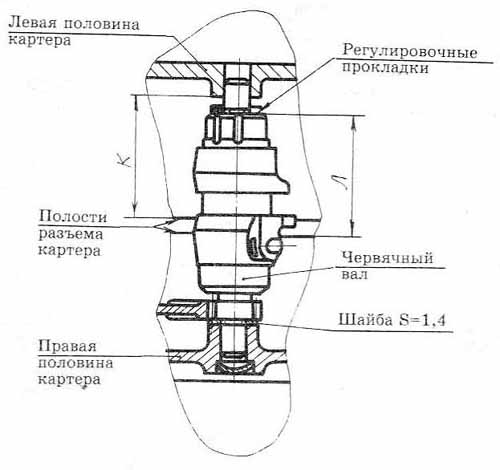 Левая половина
картера
Регулировочные
прокладки
К
Л
Полости
разъема
картера
Червячный
вал
Шайба S=1,4
Правая
половина
картера